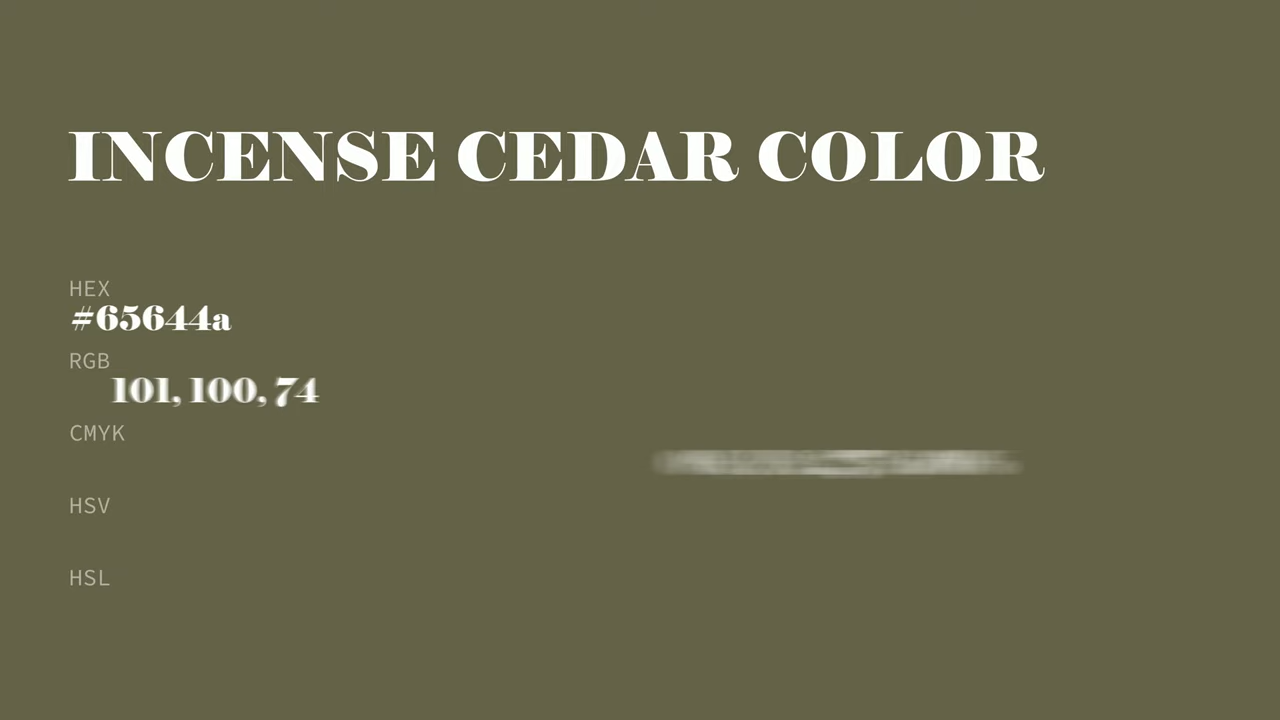 INCENSE CEDAR COLOR
HEX
#65644a
RGB
101, 100, 74
CMYK
HSV
HSL